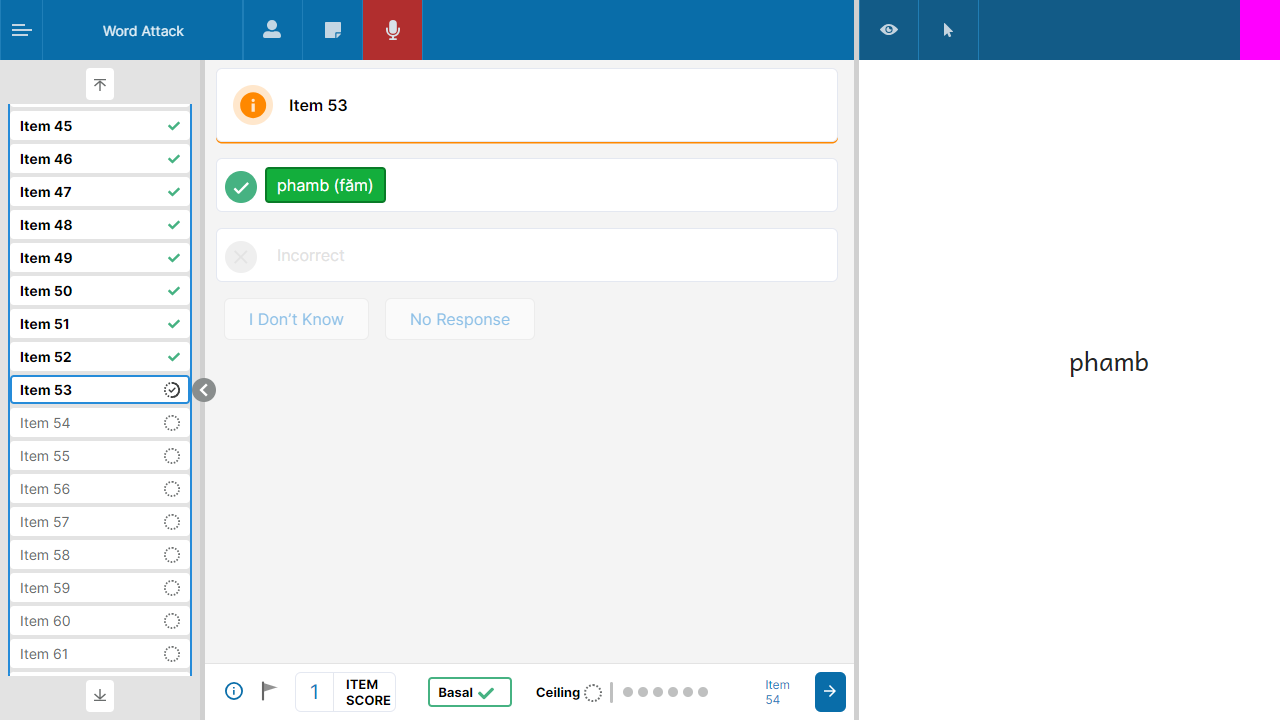 Word Attack
Item 45
Item 46
Item 47
Item 48
Item 49
Item 50
Item 51
Item 52
Item 53
Item 54
Item 55
Item 56
Item 57
Item 58
Item 59
Item 60
Item 61
Item 53
phamb (făm)
Incorrect
I Don't Know
No Response
1
ITEM
SCORE
Basal
Ceiling
Item
54
phamb